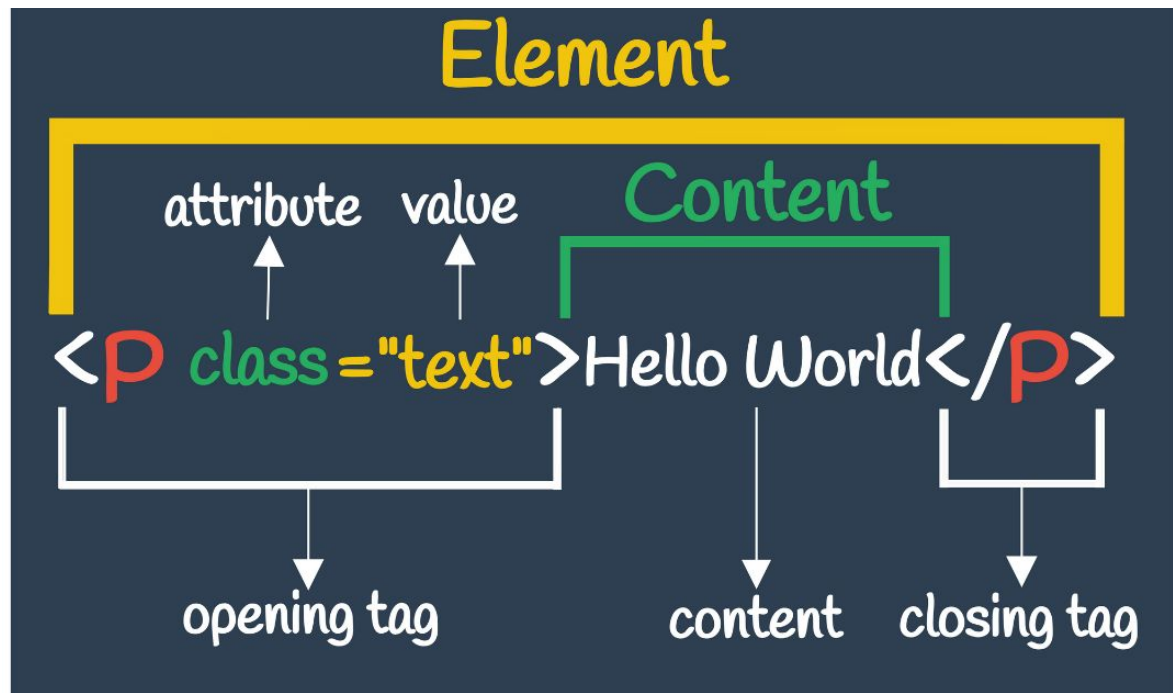 Element
Content
attribute value
<p class="text">Hello World</p>
opening tag content closing tag